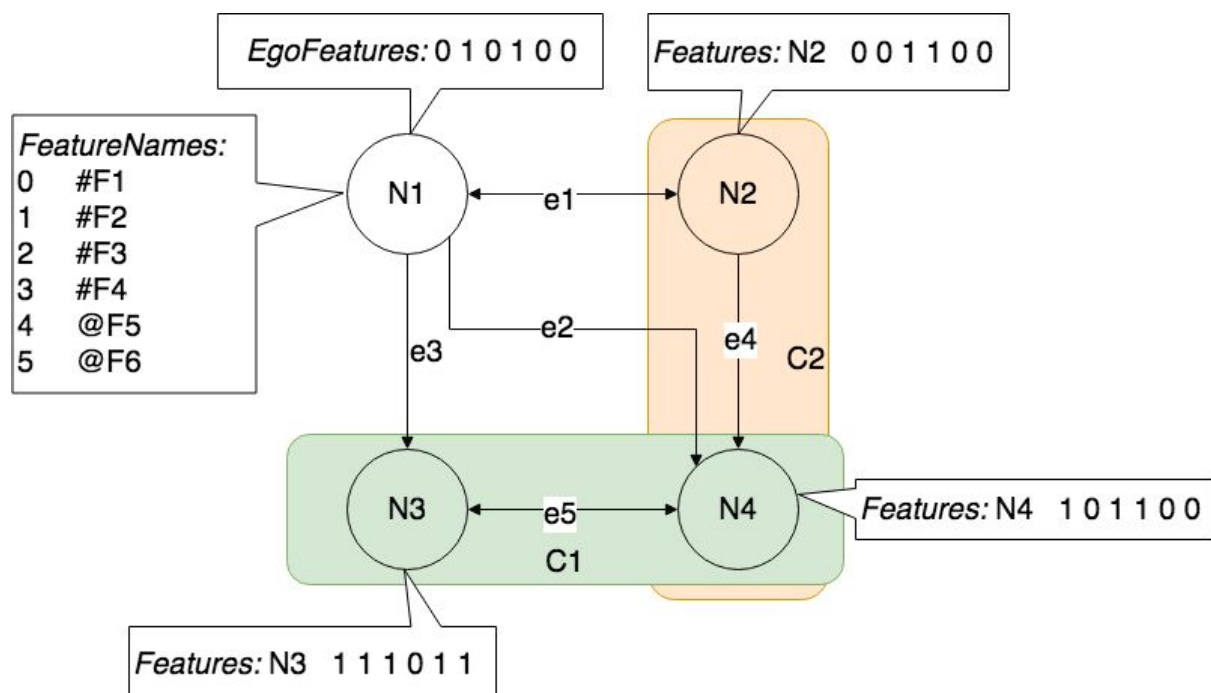 EgoFeatures: 0 1 0 1 0 0
Features: N2 0 0 1 1 0 0
FeatureNames:
0 #F1
1 #F2
2 #F3
3 #F4
4 @F5
5 @F6
N1
e1
N2
e2
e3
e4
C2
N3
e5
N4
C1
Features: N4 1 0 1 1 0 0
Features: N3 1 1 1 0 1 1